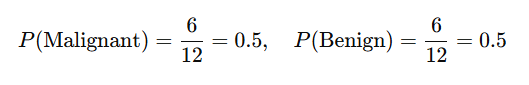 P(Malignant) = 6/12 = 0.5,   P(Benign) = 6/12 = 0.5